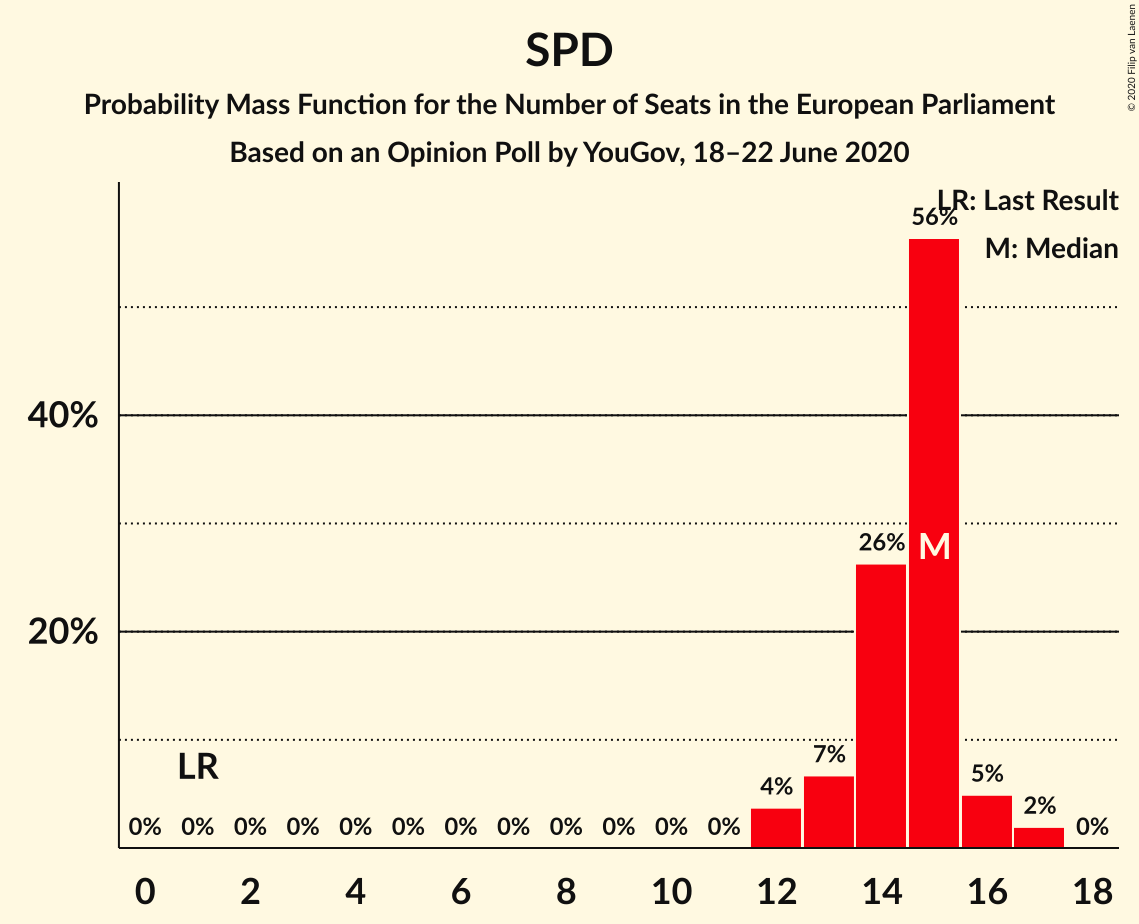 © 2020 Filip van Laenen
SPD
Probability Mass Function for the Number of Seats in the European Parliament
Based on an Opinion Poll by YouGov, 18–22 June 2020
LR: Last Result
M: Median
56%
40%
26%
M
20%
LR
7%
5%
4%
2%
0% 0% 0% 0% 0% 0% 0% 0% 0% 0% 0% 0% 0%
0 2 4 6 8 10 12 14 16 18